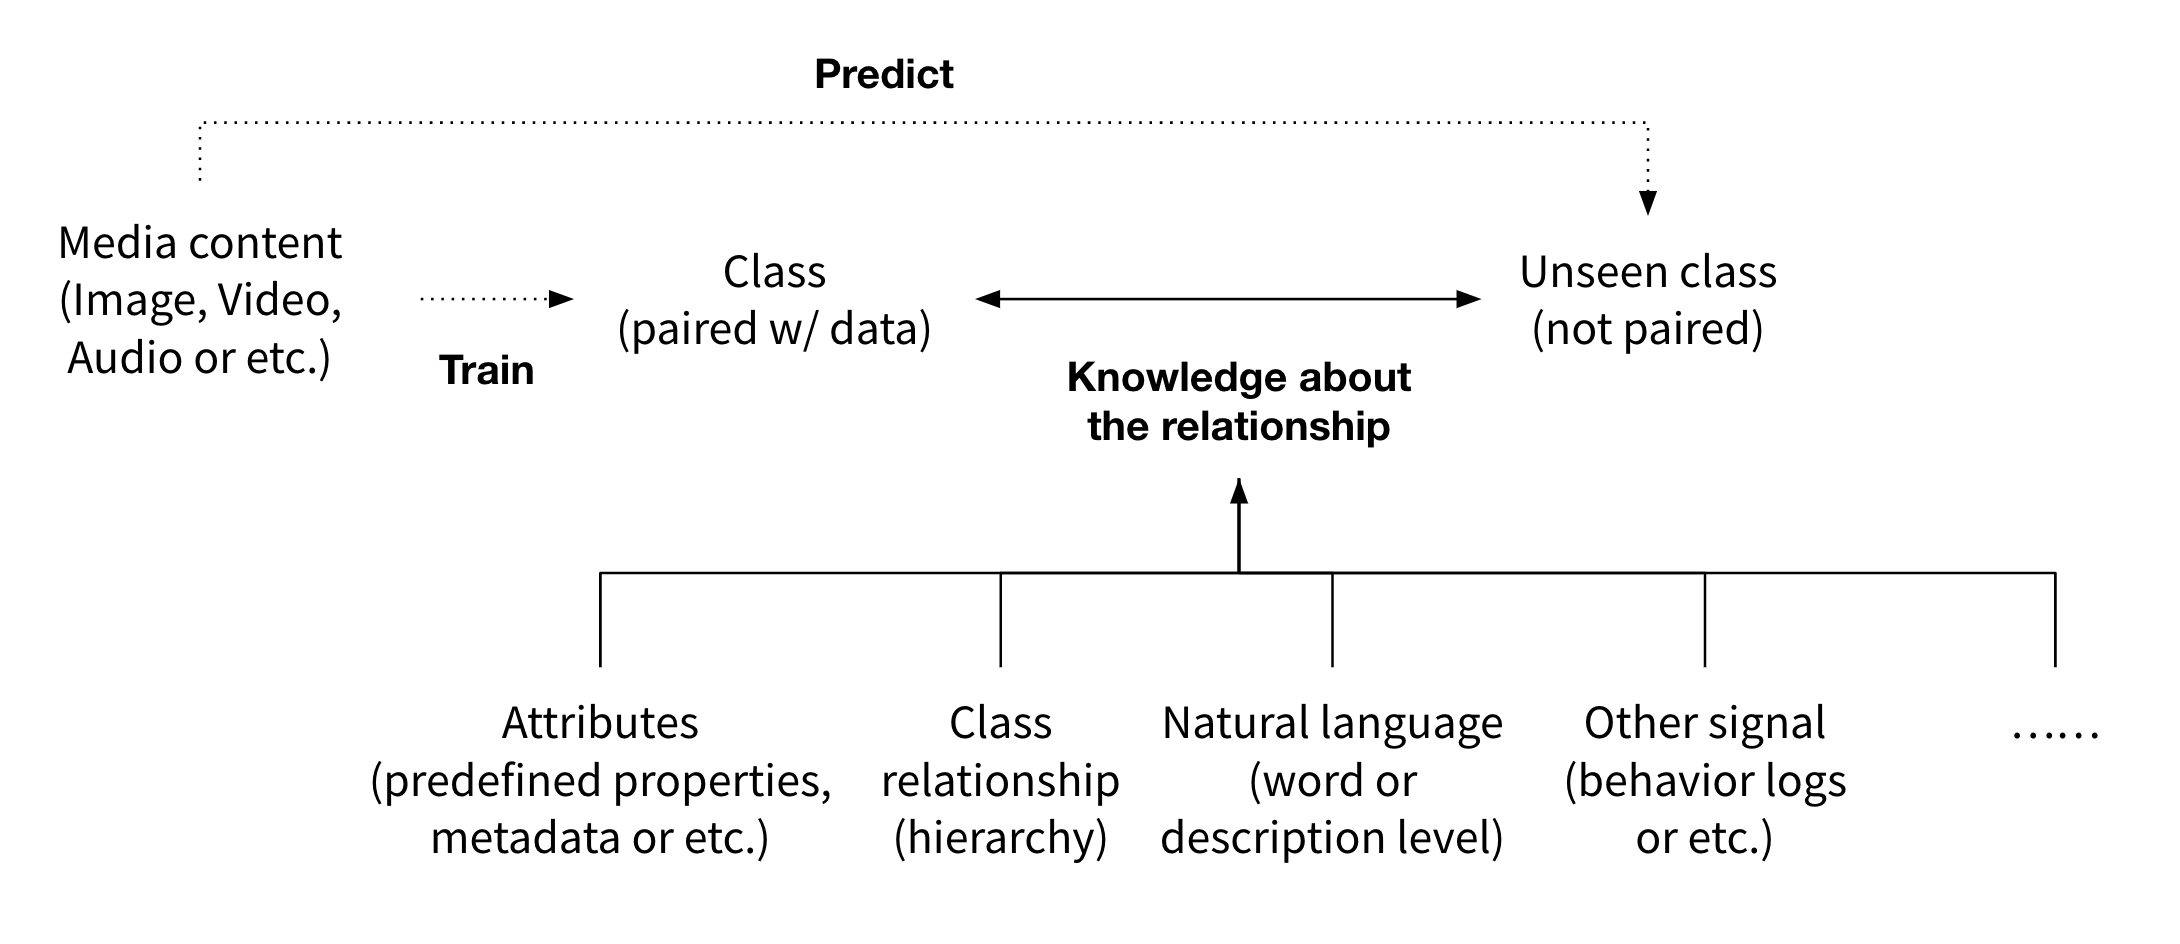 Predict
Media content
(Image, Video,
Audio or etc.)
Train
Class
(paired w/ data)
Unseen class
(not paired)
Knowledge about
the relationship
Attributes
(predefined properties,
metadata or etc.)
Class
relationship
(hierarchy)
Natural language
(word or
description level)
Other signal
(behavior logs
or etc.)
......